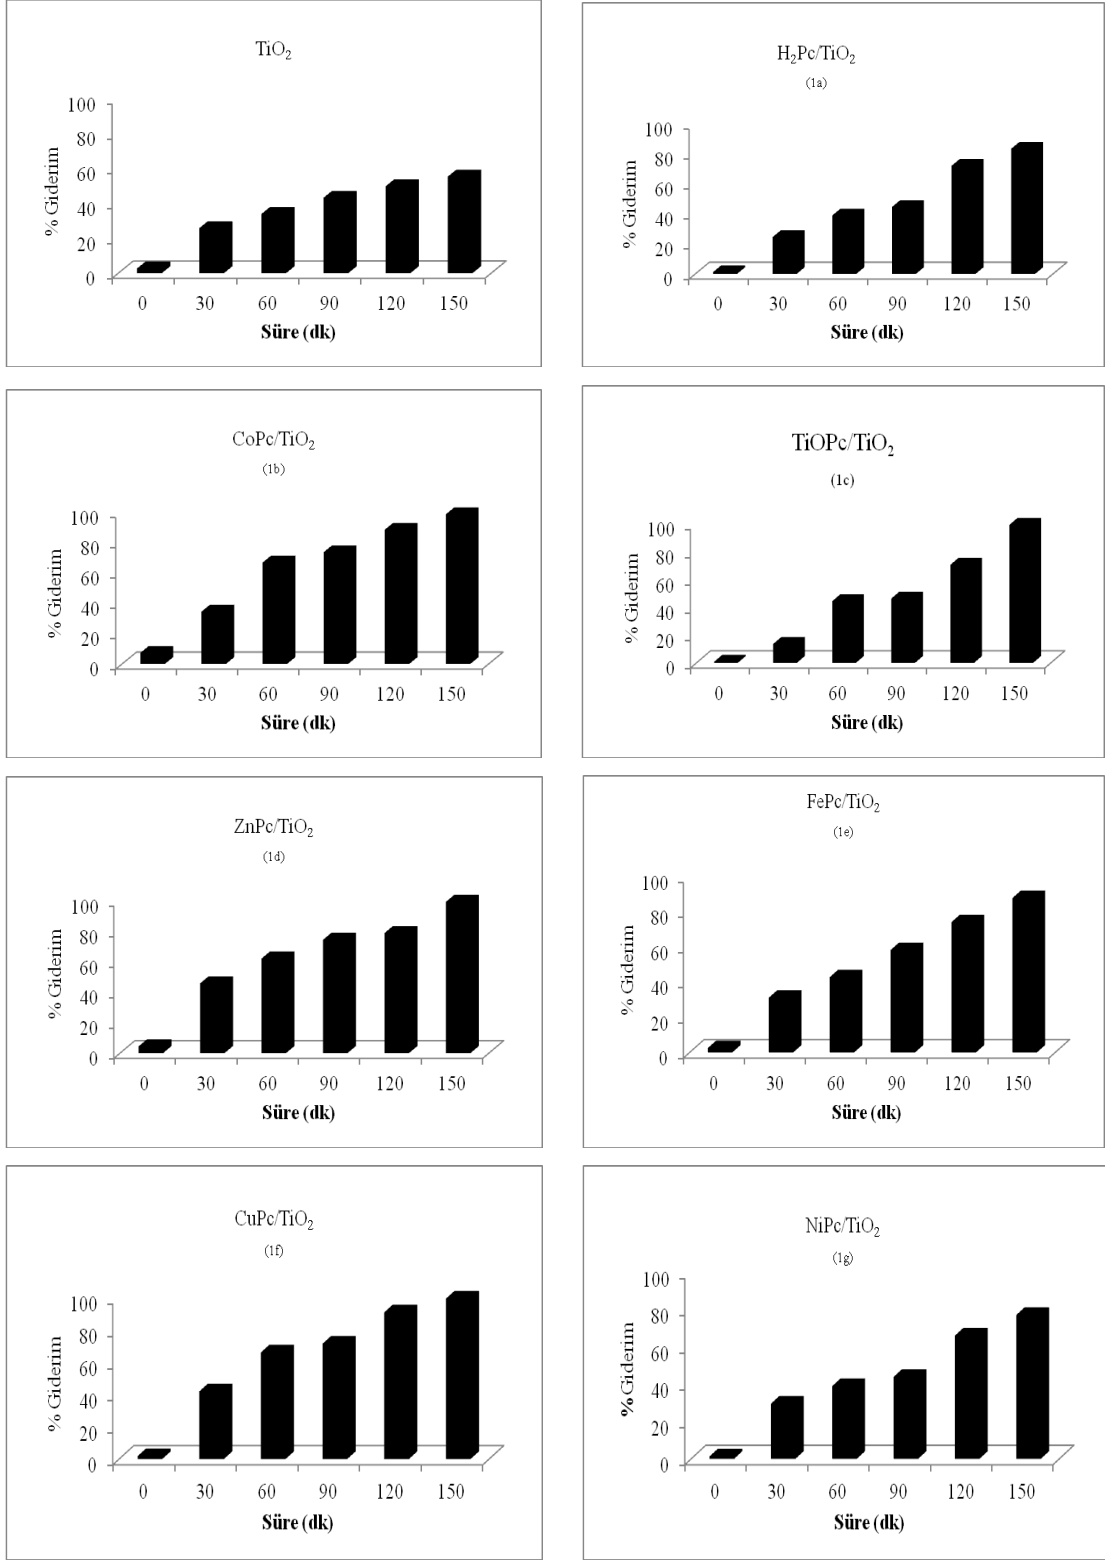 TiO₂
100
80
60
40
20
0
% Giderim
0 30 60 90 120 150
Süre (dk)
H₂Pc/TiO₂
(1a)
100
80
60
40
20
0
% Giderim
0 30 60 90 120 150
Süre (dk)
CoPc/TiO₂
(1b)
100
80
60
40
20
0
% Giderim
0 30 60 90 120 150
Süre (dk)
TiOPc/TiO₂
(1c)
100
80
60
40
20
0
% Giderim
0 30 60 90 120 150
Süre (dk)
ZnPc/TiO₂
(1d)
100
80
60
40
20
0
% Giderim
0 30 60 90 120 150
Süre (dk)
FePc/TiO₂
(1e)
100
80
60
40
20
0
% Giderim
0 30 60 90 120 150
Süre (dk)
CuPc/TiO₂
(1f)
100
80
60
40
20
0
% Giderim
0 30 60 90 120 150
Süre (dk)
NiPc/TiO₂
(1g)
100
80
60
40
20
0
% Giderim
0 30 60 90 120 150
Süre (dk)